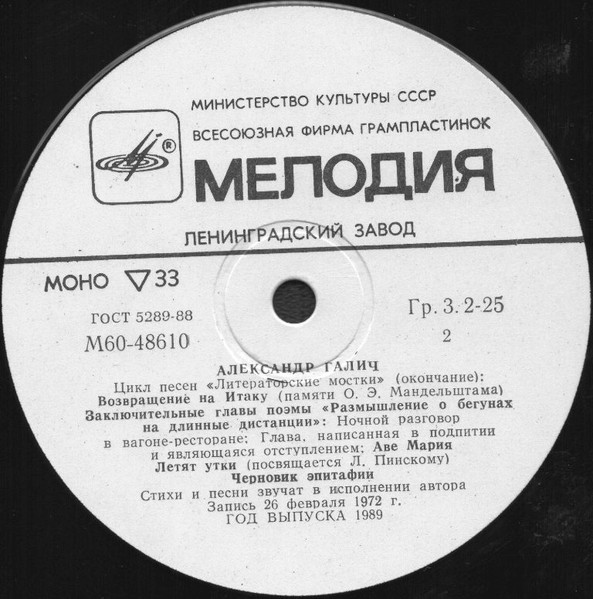 МИНИСТЕРСТВО КУЛЬТУРЫ СССР
ВСЕСОЮЗНАЯ ФИРМА ГРАМПЛАСТИНОК
®
МЕЛОДИЯ
ЛЕНИНГРАДСКИЙ ЗАВОД
МОНО ▽ 33
ГОСТ 5289-88
Гр. 3. 2-25
М60-48610
2
АЛЕКСАНДР ГАЛИЧ
Цикл песен «Литераторские мостки» (окончание):
Возвращение на Итаку (памяти О. Э. Мандельштама)
Заключительные главы поэмы «Размышление о бегунах
на длинные дистанции»: Ночной разговор
в вагоне-ресторане; Глава, написанная в подпитии
и являющаяся отступлением; Аве Мария
Летят утки (посвящается Л. Пинскому)
Черновик эпитафии
Стихи и песни звучат в исполнении автора
Запись 26 февраля 1972 г.
ГОД ВЫПУСКА 1989